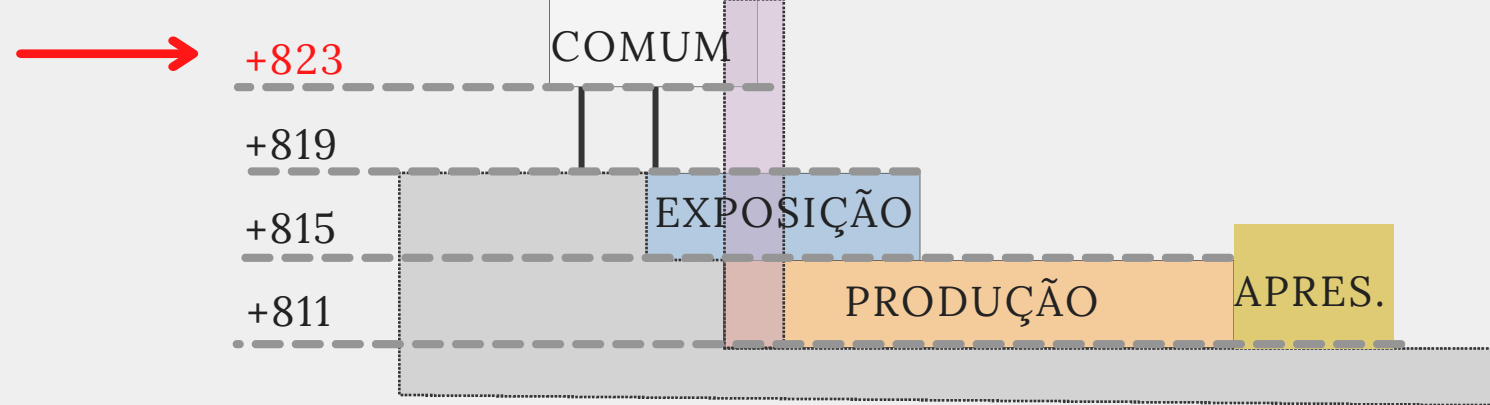 COMUM
+823
+819
EXPOSIÇÃO
+815
APRES.
PRODUÇÃO
+811